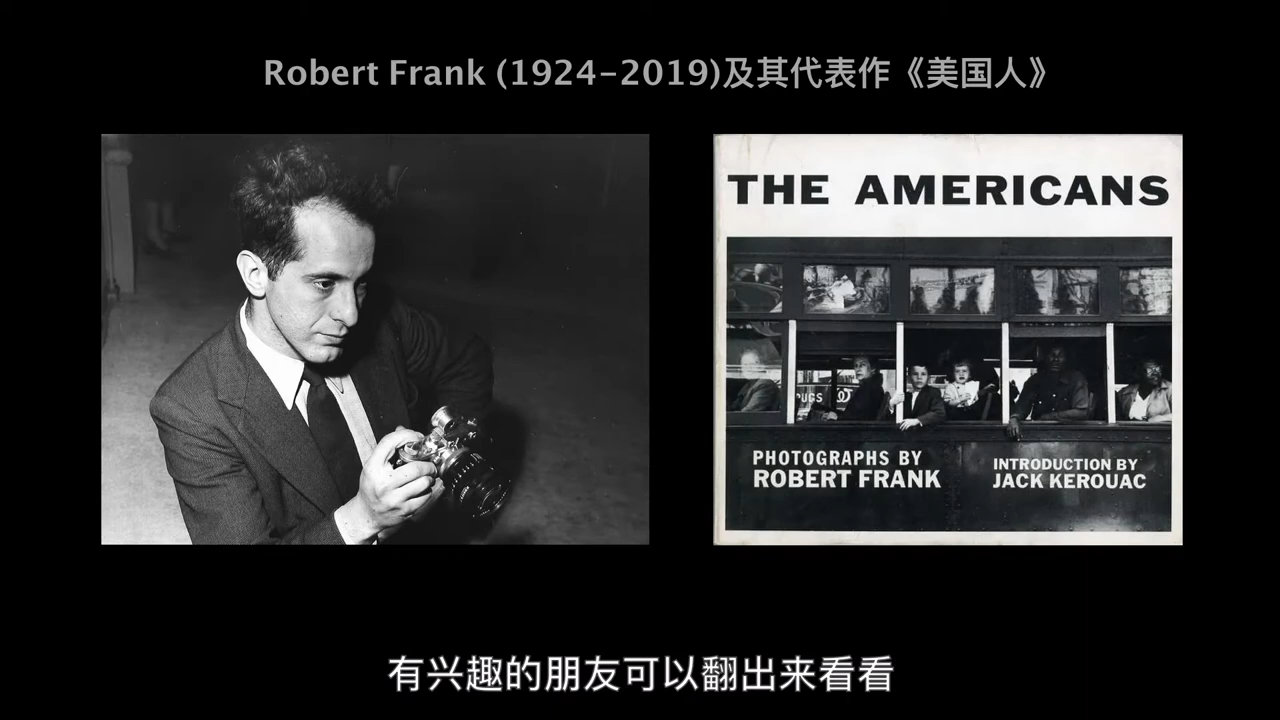 Robert Frank (1924-2019)及其代表作《美国人》
THE AMERICANS
UGS
PHOTOGRAPHS BY
ROBERT FRANK
INTRODUCTION BY
JACK KEROUAC
有兴趣的朋友可以翻出来看看